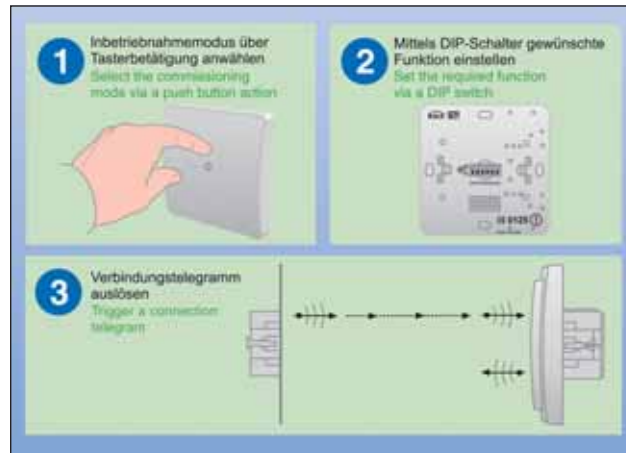 1
Inbetriebnahmemodus über
Tasterbetätigung anwählen
Select the commissioning
mode via a push button action
2
Mittels DIP-Schalter gewünschte
Funktion einstellen
Set the required function
via a DIP switch
3
Verbindungstelegramm
auslösen
Trigger a connection
telegram